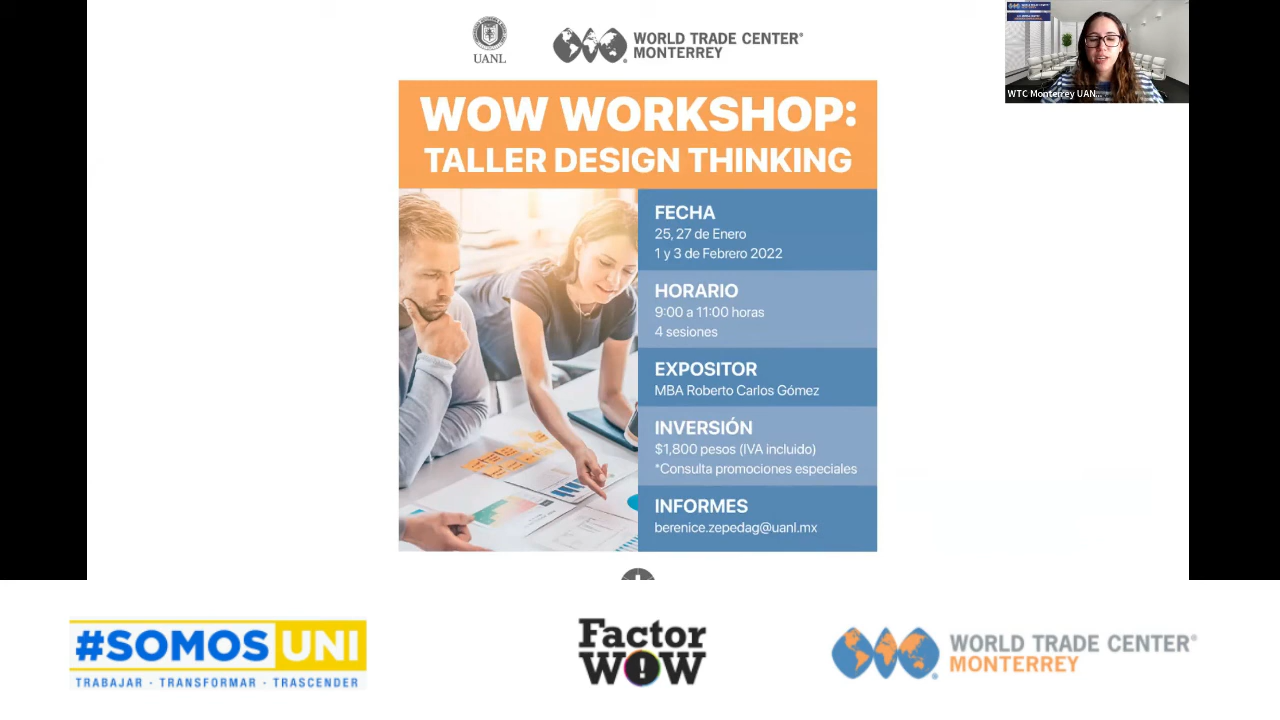 UANL
WORLD TRADE CENTER®
MONTERREY
WTC Monterrey UAN...
WOW WORKSHOP:
TALLER DESIGN THINKING
FECHA
25, 27 de Enero
1 y 3 de Febrero 2022
HORARIO
9:00 a 11:00 horas
4 sesiones
EXPOSITOR
MBA Roberto Carlos Gómez
INVERSIÓN
$1,800 pesos (IVA incluido)
*Consulta promociones especiales
INFORMES
berenice.zepedag@uanl.mx
#SOMOS UNI
TRABAJAR · TRANSFORMAR · TRASCENDER
Factor
WOW
WORLD TRADE CENTER®
MONTERREY